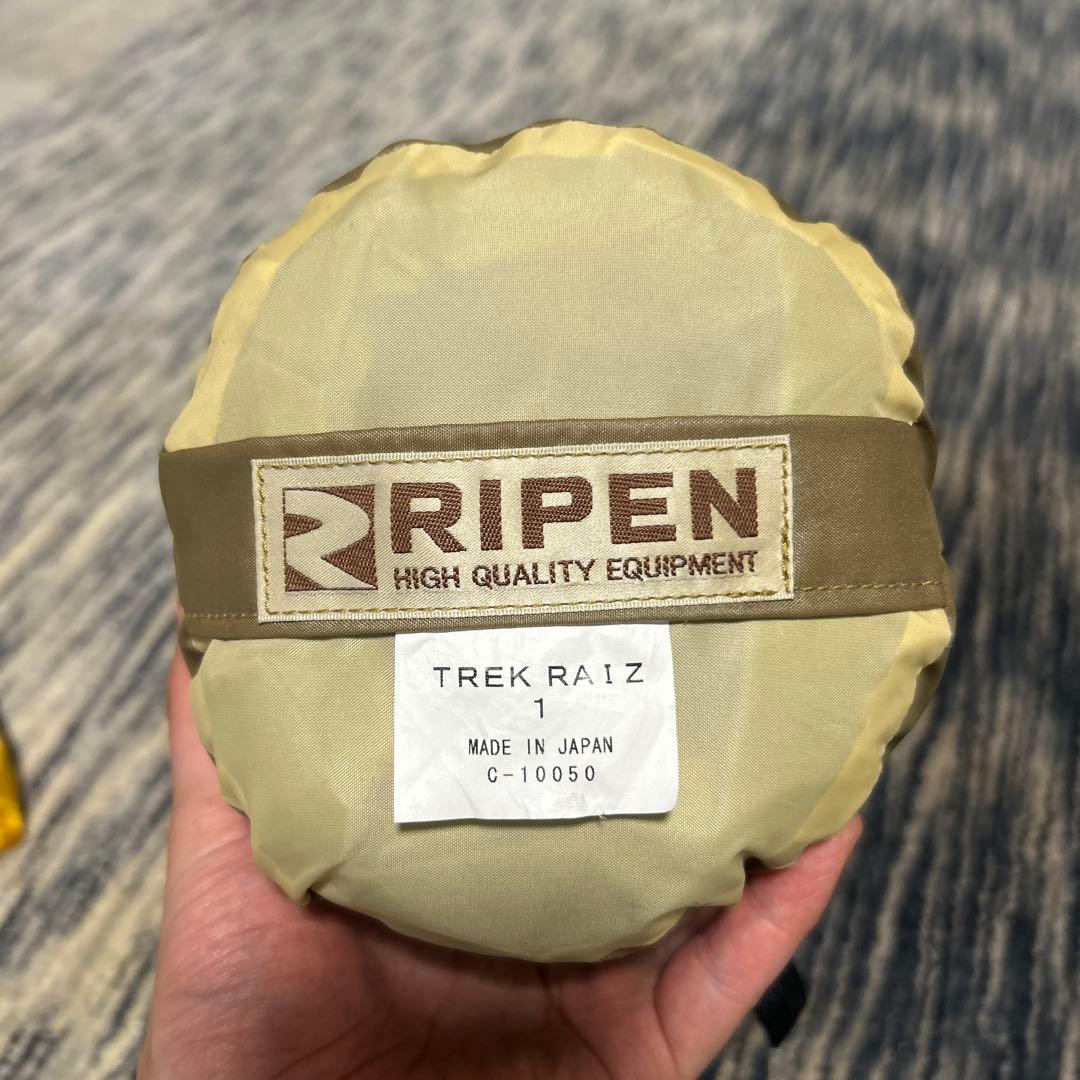 RIPEN
HIGH QUALITY EQUIPMENT
TREK RAIZ
1
MADE IN JAPAN
C-10050